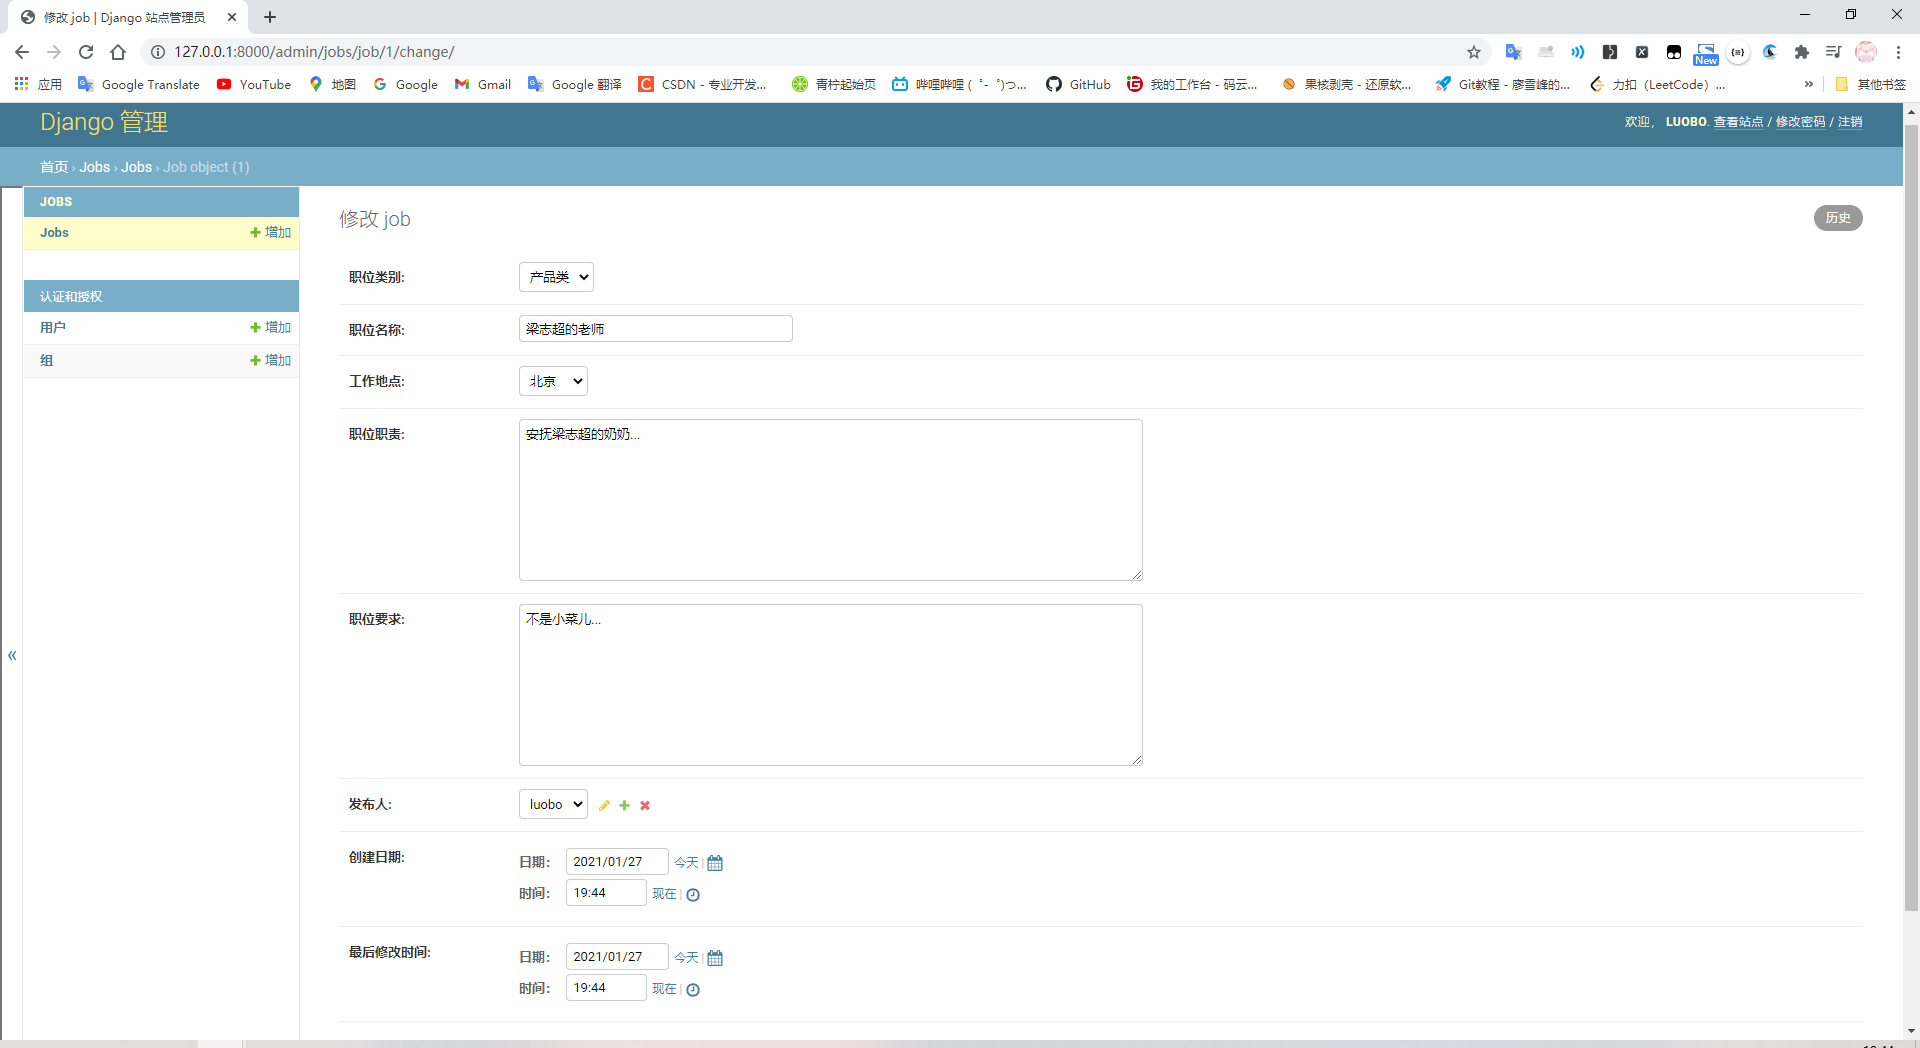 修改 job | Django 站点管理员
127.0.0.1:8000/admin/jobs/job/1/change/
New
应用 Google Translate YouTube 地图 Google Gmail Google 翻译 CSDN - 专业开发... 青柠起始页 哔哩哔哩 (゜-゜)つ... GitHub 我的工作台 - 码云... 果核剥壳 - 还原软... Git教程 - 廖雪峰的... 力扣（LeetCode）... » 其他书签
Django 管理
欢迎， LUOBO. 查看站点 / 修改密码 / 注销
首页 › Jobs › Jobs › Job object (1)
JOBS
Jobs 增加
认证和授权
用户 增加
组 增加
«
修改 job
历史
职位类别: 产品类
职位名称: 梁志超的老师
工作地点: 北京
职位职责: 安抚梁志超的奶奶...
职位要求: 不是小菜儿...
发布人: luobo
创建日期: 日期: 2021/01/27 今天 |
时间: 19:44 现在 |
最后修改时间: 日期: 2021/01/27 今天 |
时间: 19:44 现在 |